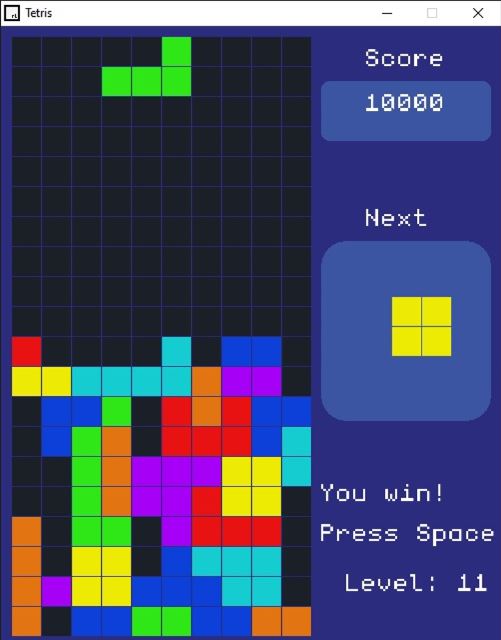 Tetris
Score
10000
Next
You win!
Press Space
Level: 11